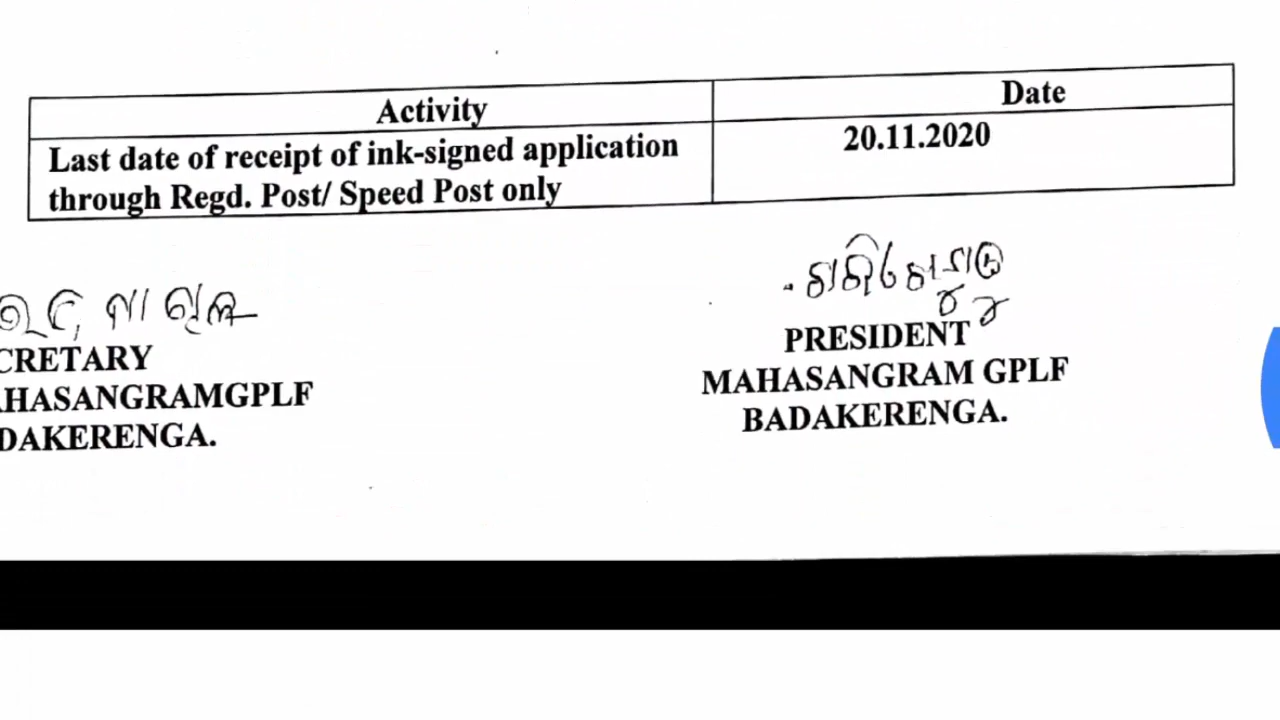 Activity
Date
Last date of receipt of ink-signed application
through Regd. Post/ Speed Post only
20.11.2020
CRETARY
HASANGRAMGPLF
DAKERENGA.
PRESIDENT
MAHASANGRAM GPLF
BADAKERENGA.